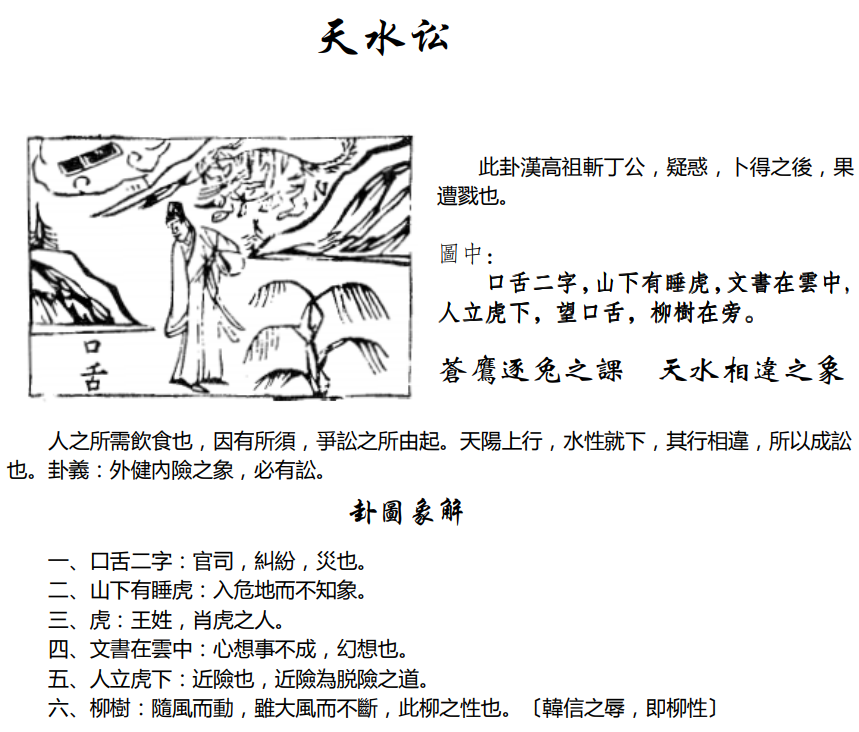 天水讼
此卦漢高祖斬丁公，疑惑，卜得之後，果
遭戮也。
圖中：
口舌二字，山下有睡虎，文書在雲中，
人立虎下，望口舌，柳樹在旁。
蒼鷹逐兔之課　天水相違之象
口
舌
人之所需飲食也，因有所須，爭訟之所由起。天陽上行，水性就下，其行相違，所以成訟
也。卦義：外健內險之象，必有訟。
卦圖象解
一、口舌二字：官司，糾紛，災也。
二、山下有睡虎：入危地而不知象。
三、虎：王姓，肖虎之人。
四、文書在雲中：心想事不成，幻想也。
五、人立虎下：近險也，近險為脱險之道。
六、柳樹：隨風而動，雖大風而不斷，此柳之性也。〔韓信之辱，即柳性〕